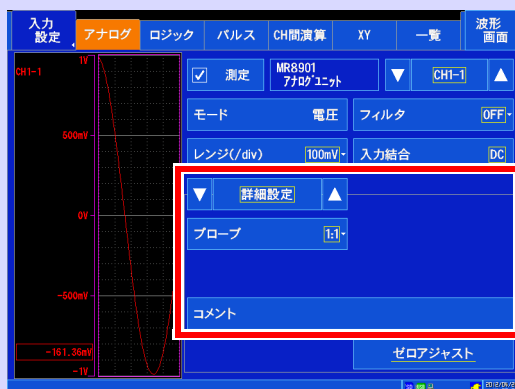 入力
設定
アナログ
ロジック
パルス
CH間演算
XY
一覧
波形
画面
CH1-1
1V
測定
MR8901
アナログユニット
CH1-1
モード
電圧
フィルタ
OFF
500mV
レンジ(/div)
100mV
入力結合
DC
詳細設定
0V
プローブ
1:1
-500mV
コメント
-161.36mV
ゼロアジャスト
-1V